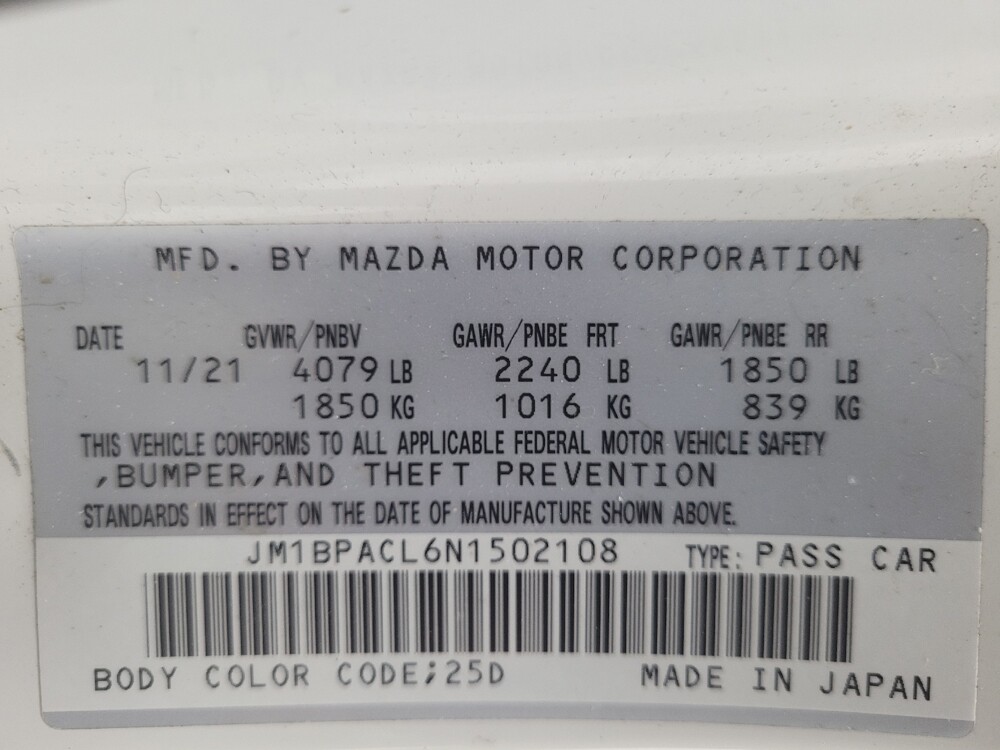 MFD. BY MAZDA MOTOR CORPORATION
DATE GVWR/PNBV GAWR/PNBE FRT GAWR/PNBE RR
11/21 4079 LB 2240 LB 1850 LB
1850 KG 1016 KG 839 KG
THIS VEHICLE CONFORMS TO ALL APPLICABLE FEDERAL MOTOR VEHICLE SAFETY
,BUMPER,AND THEFT PREVENTION
STANDARDS IN EFFECT ON THE DATE OF MANUFACTURE SHOWN ABOVE.
JM1BPACL6N1502108 TYPE: PASS CAR
BODY COLOR CODE;25D MADE IN JAPAN